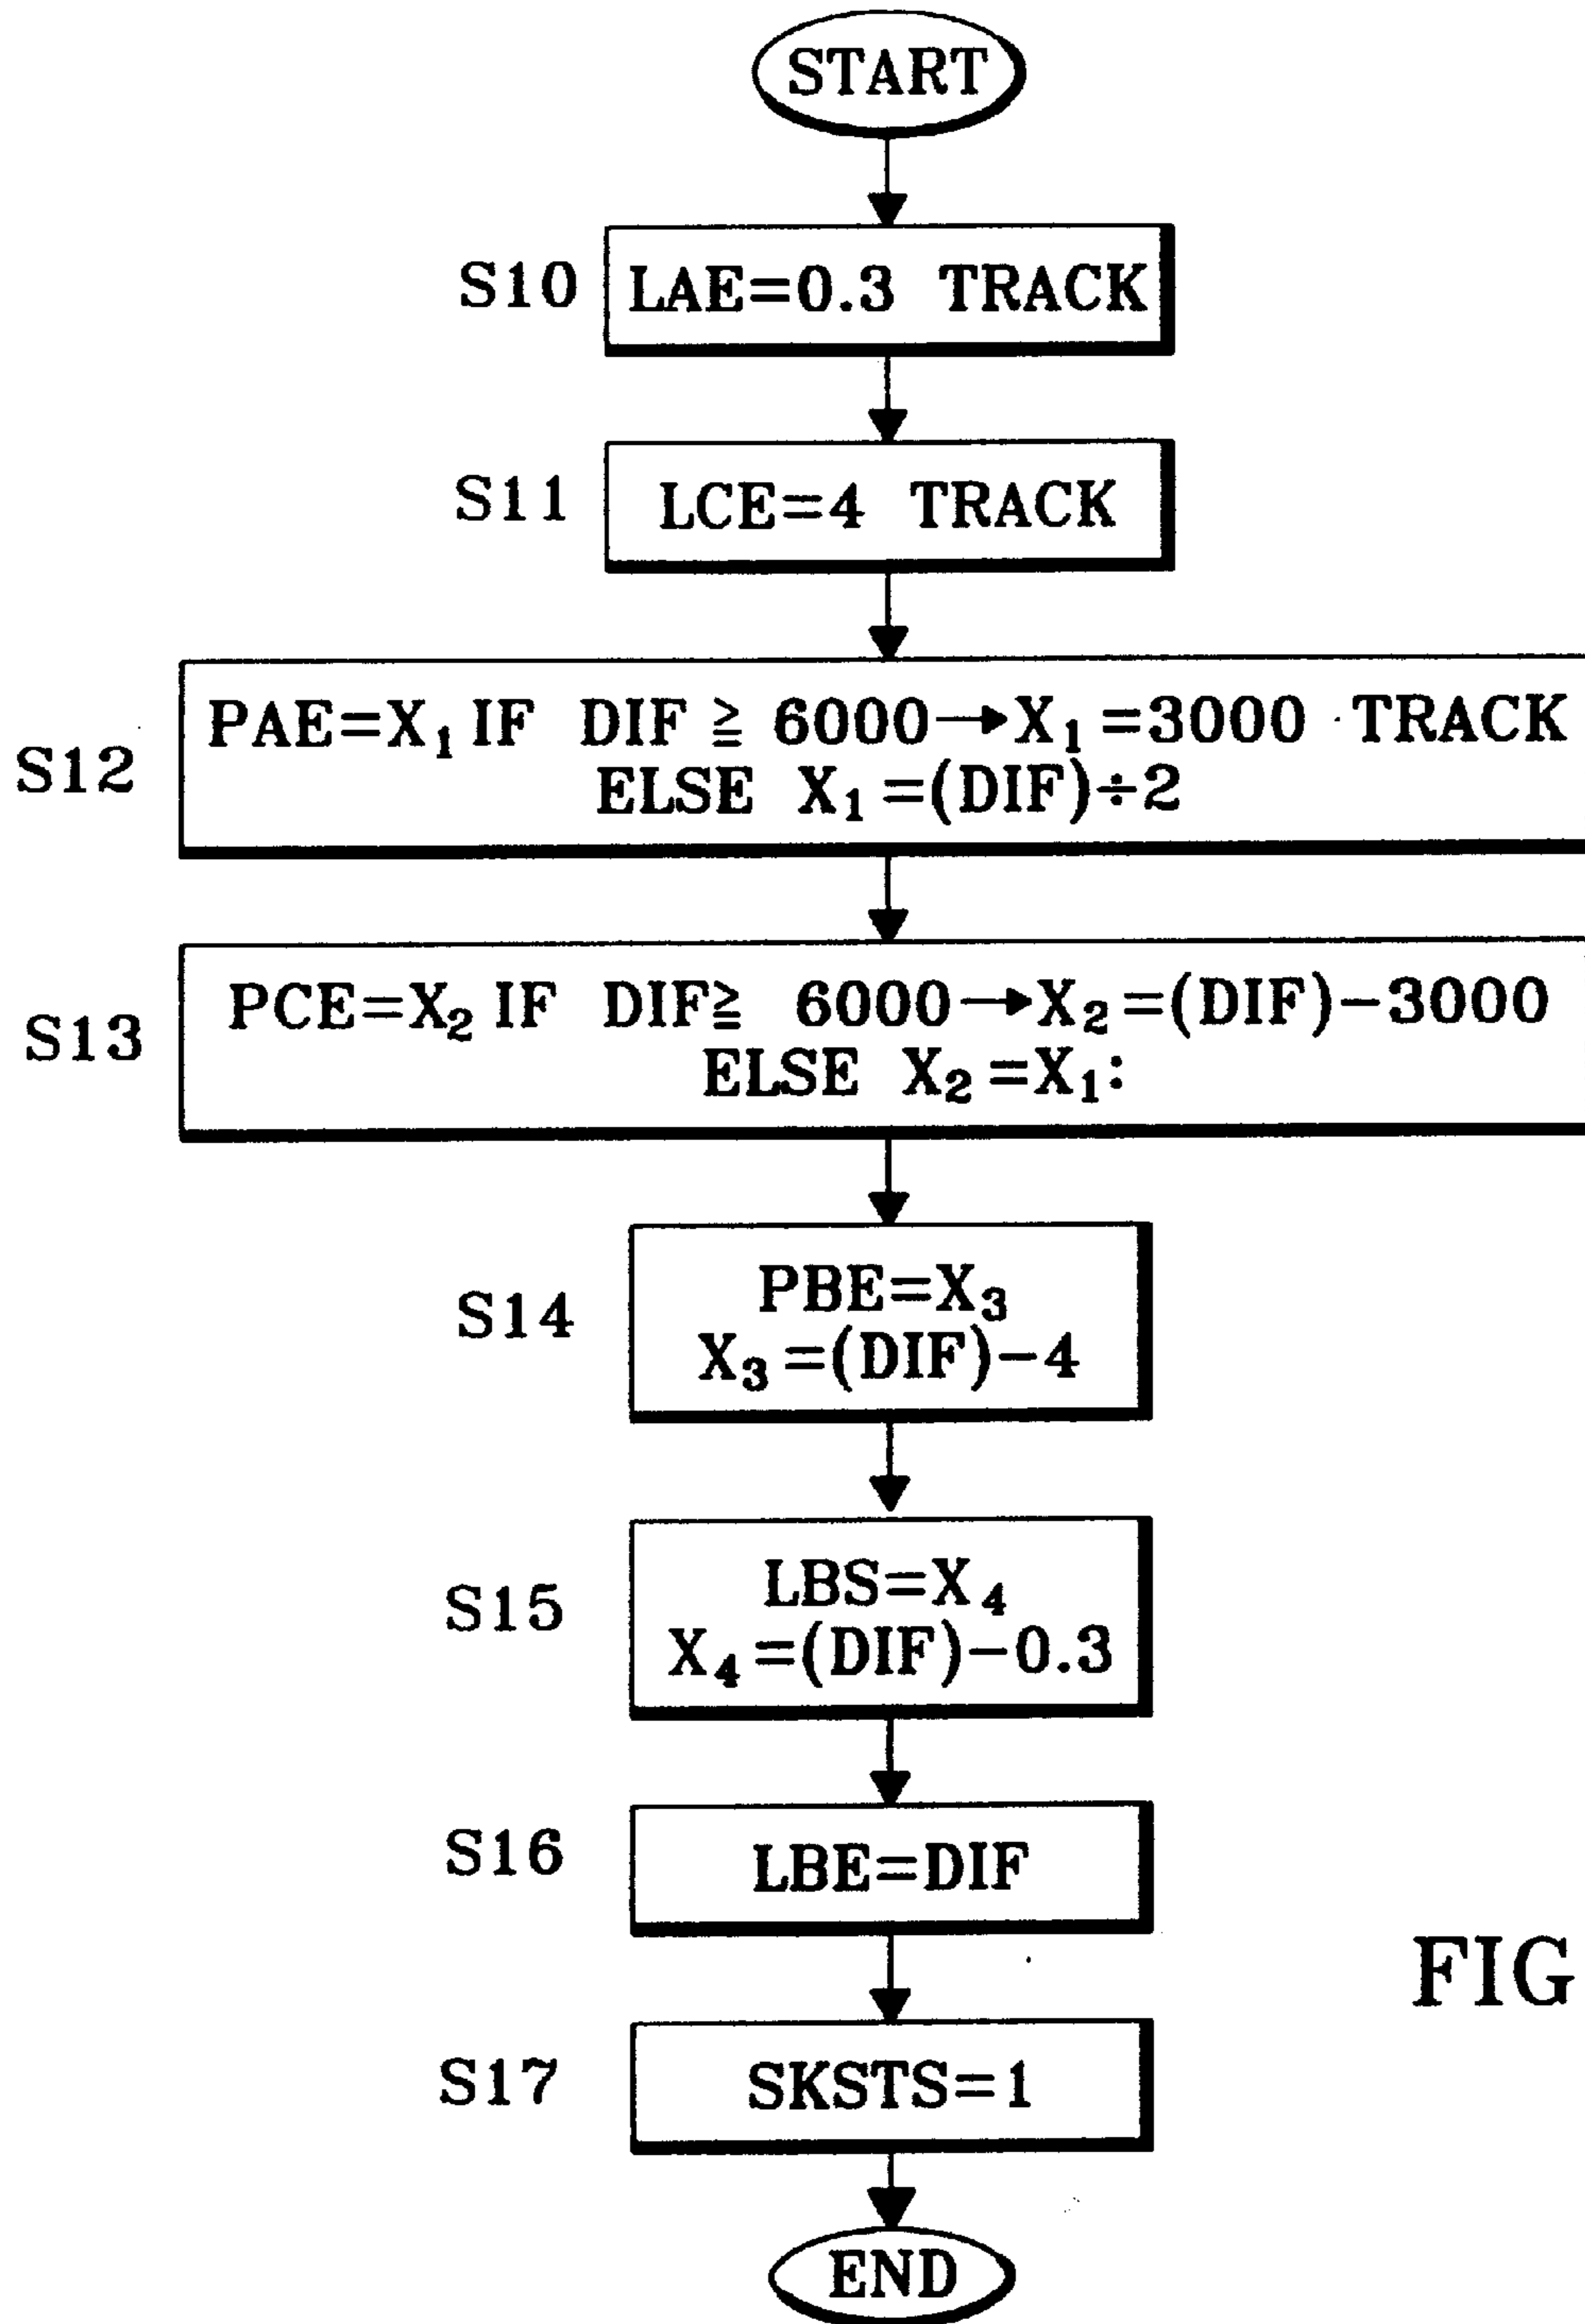 START
S10
LAE=0.3 TRACK
S11
LCE=4 TRACK
S12
PAE=X₁ IF DIF ≧ 6000→X₁=3000 TRACK
ELSE X₁=(DIF)÷2
S13
PCE=X₂ IF DIF≧ 6000→X₂=(DIF)−3000
ELSE X₂=X₁:
S14
PBE=X₃
X₃=(DIF)−4
S15
LBS=X₄
X₄=(DIF)−0.3
S16
LBE=DIF
S17
SKSTS=1
END
FIG